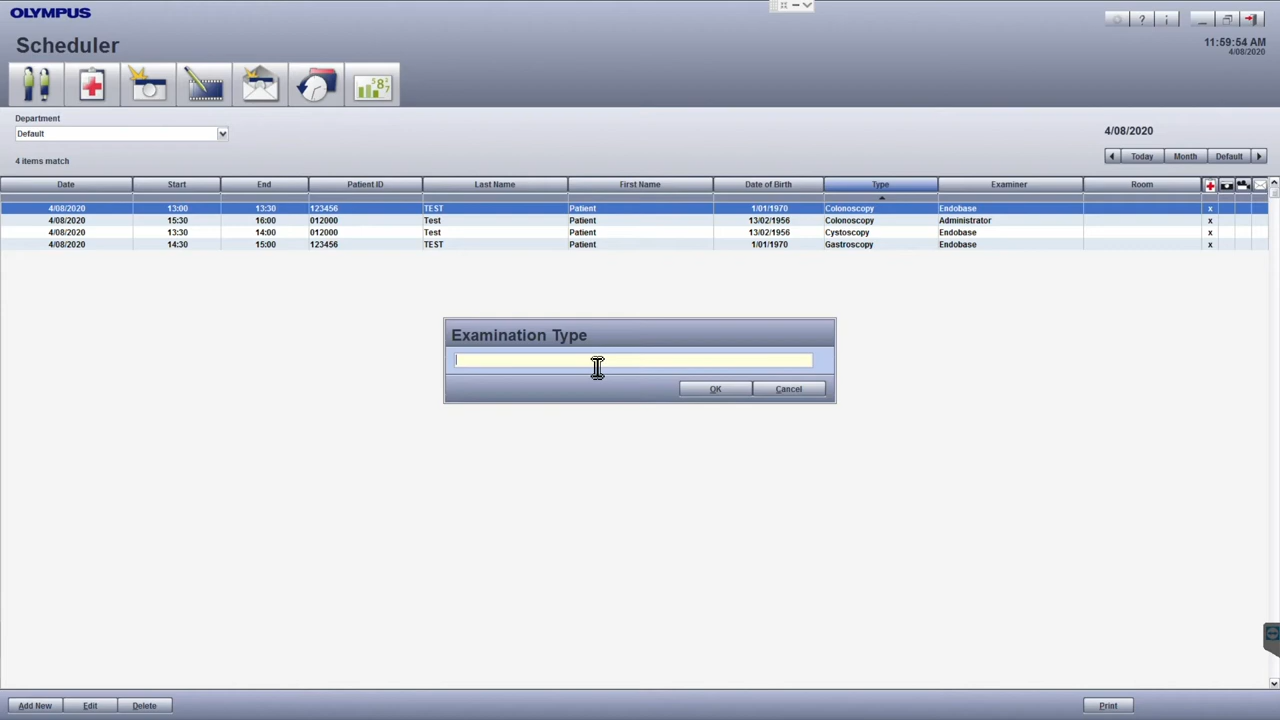 OLYMPUS
?
i
Scheduler
11:59:54 AM
4/08/2020
Department
Default
4/08/2020
4 items match
Today Month Default
Date Start End Patient ID Last Name First Name Date of Birth Type Examiner Room
4/08/2020 13:00 13:30 123456 TEST Patient 1/01/1970 Colonoscopy Endobase x
4/08/2020 15:30 16:00 012000 Test Patient 13/02/1956 Colonoscopy Administrator x
4/08/2020 13:30 14:00 012000 Test Patient 13/02/1956 Cystoscopy Endobase x
4/08/2020 14:30 15:00 123456 TEST Patient 1/01/1970 Gastroscopy Endobase x
Examination Type
OK Cancel
Add New Edit Delete Print